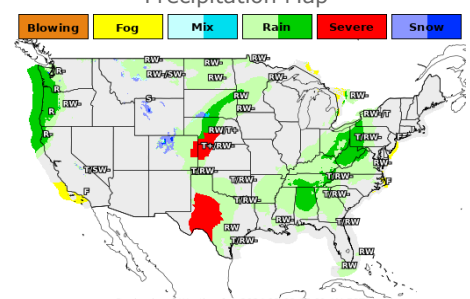 Precipitation Map
Blowing Fog Mix Rain Severe Snow
RW- RW- RW-
R- RW-/SW- RW- RW-
R RW- S- RW RW-
R RW- RW-/T
R- RW/T+ T/RW-
T+/RW-
T/SW- T/RW- RW-
F T/RW- T/RW- F
T/RW- T/RW-
RW RW- T/RW
T/RW- RW
RW